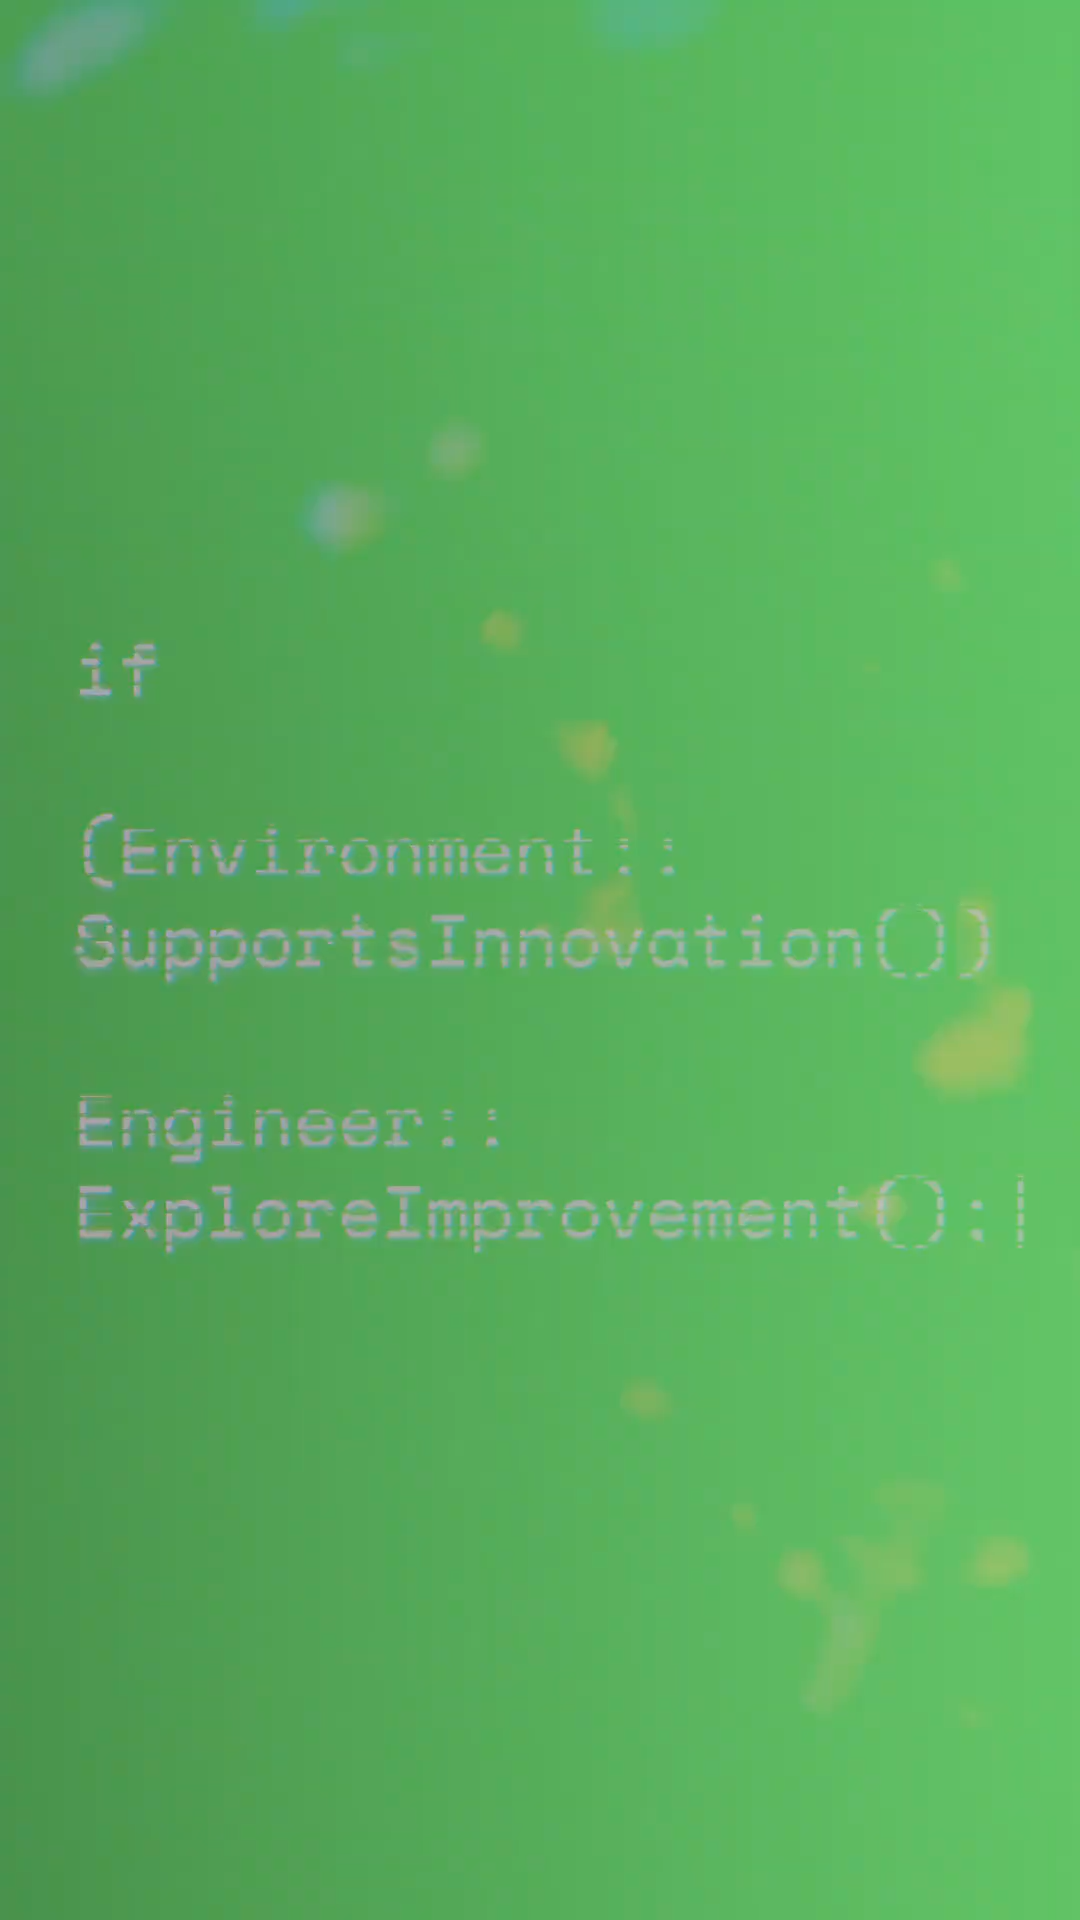 if
(Environment::
SupportsInnovation())
Engineer::
ExploreImprovement():|